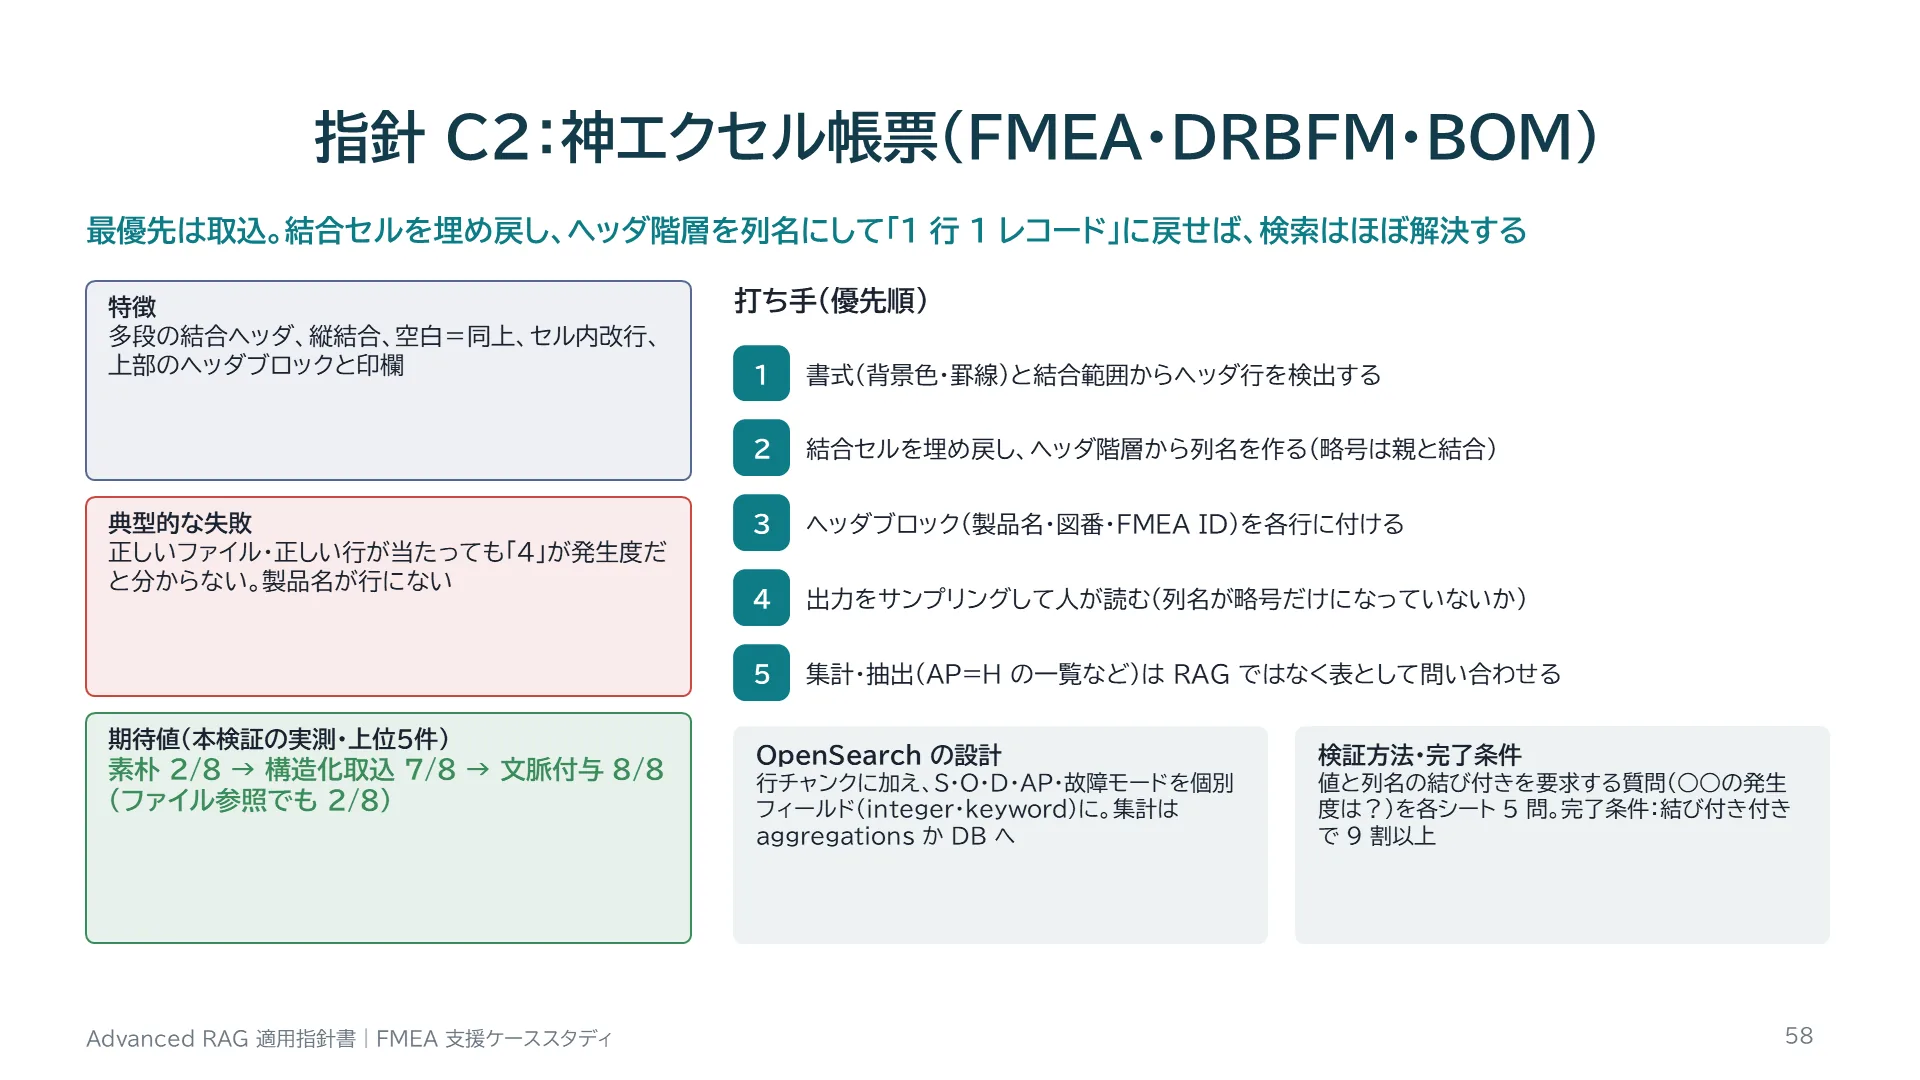 指針 C2：神エクセル帳票（FMEA・DRBFM・BOM）
最優先は取込。結合セルを埋め戻し、ヘッダ階層を列名にして「1 行 1 レコード」に戻せば、検索はほぼ解決する
特徴
多段の結合ヘッダ、縦結合、空白＝同上、セル内改行、
上部のヘッダブロックと印欄
典型的な失敗
正しいファイル・正しい行が当たっても「4」が発生度だ
と分からない。製品名が行にない
期待値（本検証の実測・上位5件）
素朴 2/8 → 構造化取込 7/8 → 文脈付与 8/8
（ファイル参照でも 2/8）
打ち手（優先順）
1 書式（背景色・罫線）と結合範囲からヘッダ行を検出する
2 結合セルを埋め戻し、ヘッダ階層から列名を作る（略号は親と結合）
3 ヘッダブロック（製品名・図番・FMEA ID）を各行に付ける
4 出力をサンプリングして人が読む（列名が略号だけになっていないか）
5 集計・抽出（AP=H の一覧など）は RAG ではなく表として問い合わせる
OpenSearch の設計
行チャンクに加え、S・O・D・AP・故障モードを個別
フィールド（integer・keyword）に。集計は
aggregations か DB へ
検証方法・完了条件
値と列名の結び付きを要求する質問（〇〇の発生
度は？）を各シート 5 問。完了条件：結び付き付き
で 9 割以上
Advanced RAG 適用指針書｜FMEA 支援ケーススタディ
58